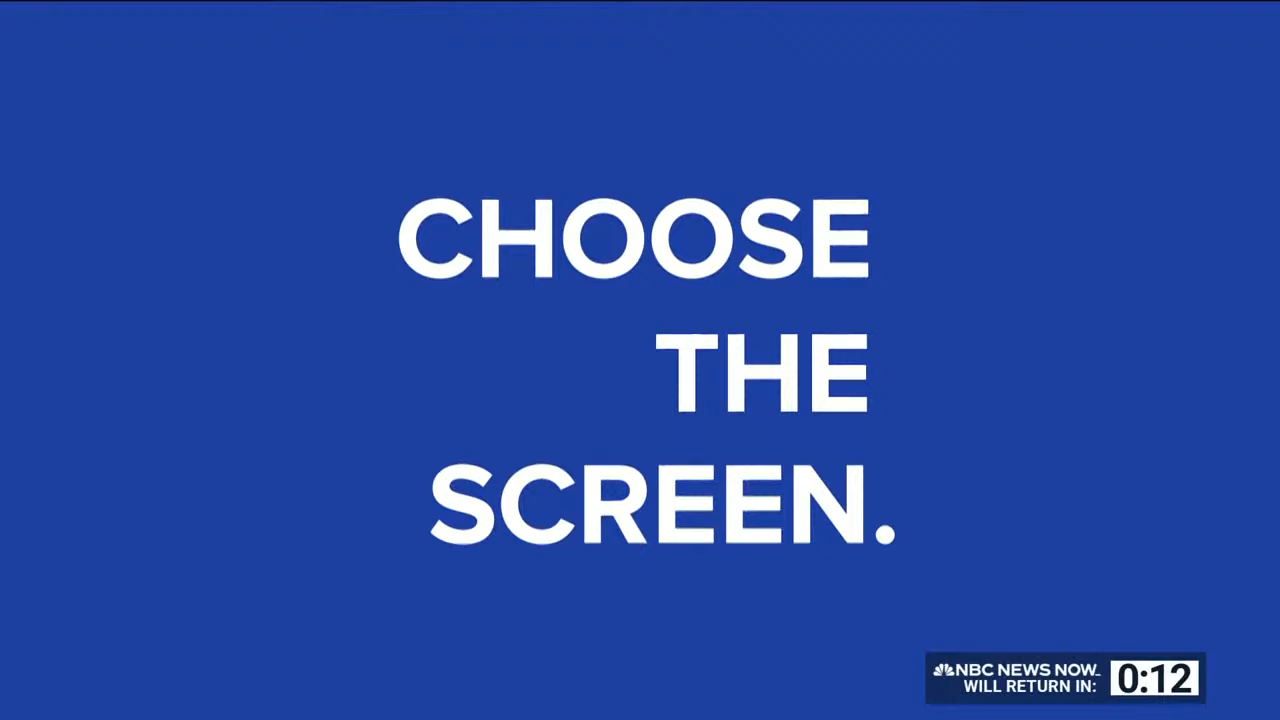 CHOOSE
THE
SCREEN.
NBC NEWS NOW
WILL RETURN IN:
0:12